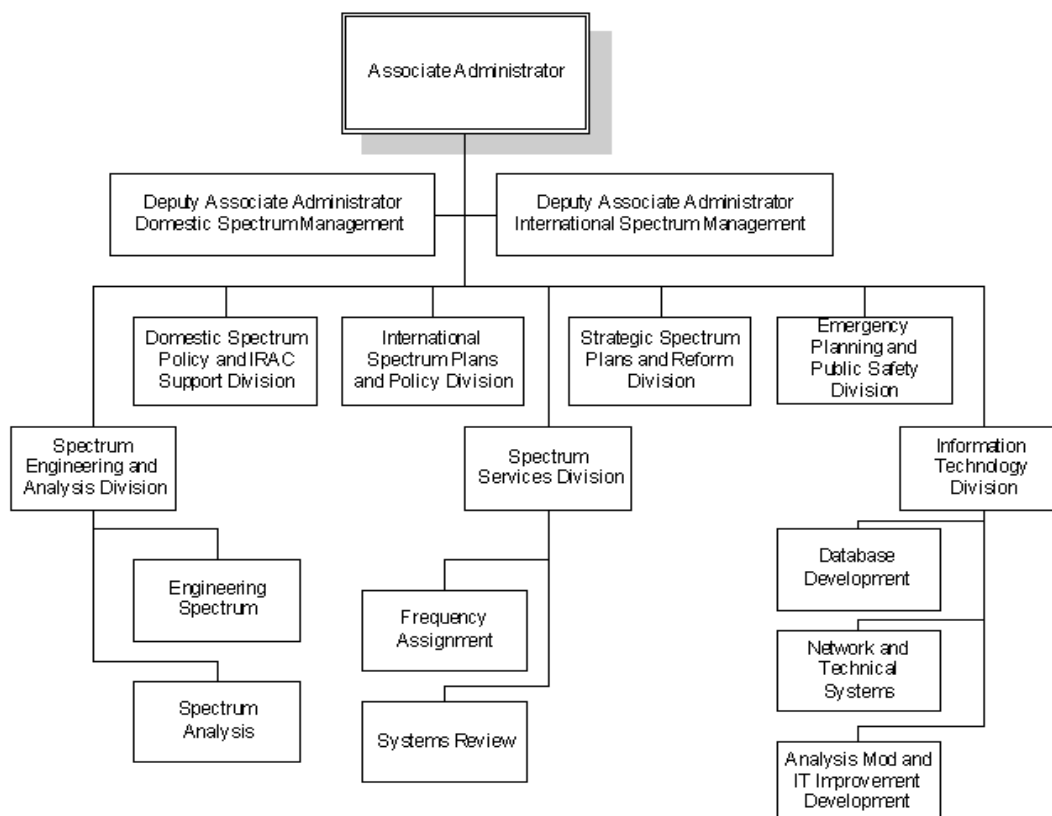 Associate Administrator
Deputy Associate Administrator
Domestic Spectrum Management
Deputy Associate Administrator
International Spectrum Management
Domestic Spectrum
Policy and IRAC
Support Division
International
Spectrum Plans
and Policy Division
Strategic Spectrum
Plans and Reform
Division
Emergency
Planning and
Public Safety
Division
Spectrum
Engineering and
Analysis Division
Spectrum
Services Division
Information
Technology
Division
Engineering
Spectrum
Spectrum
Analysis
Frequency
Assignment
Systems Review
Database
Development
Network and
Technical
Systems
Analysis Mod and
IT Improvement
Development